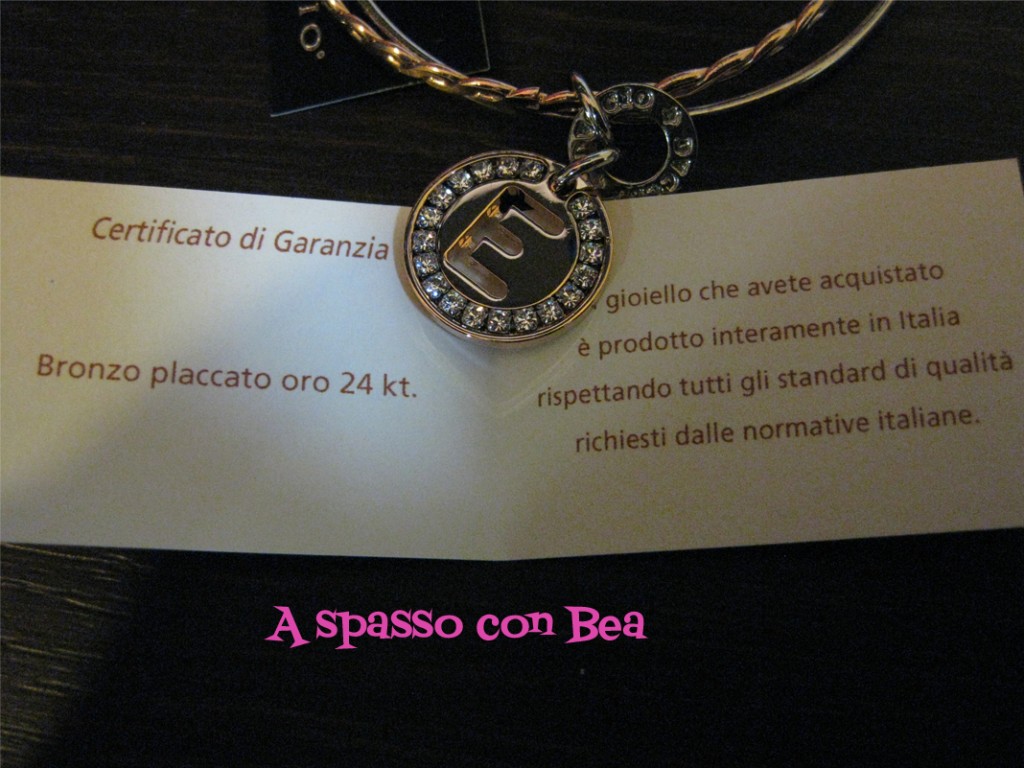 IO.
Certificato di Garanzia
Bronzo placcato oro 24 kt.
E
gioiello che avete acquistato
è prodotto interamente in Italia
rispettando tutti gli standard di qualità
richiesti dalle normative italiane.
A spasso con Bea